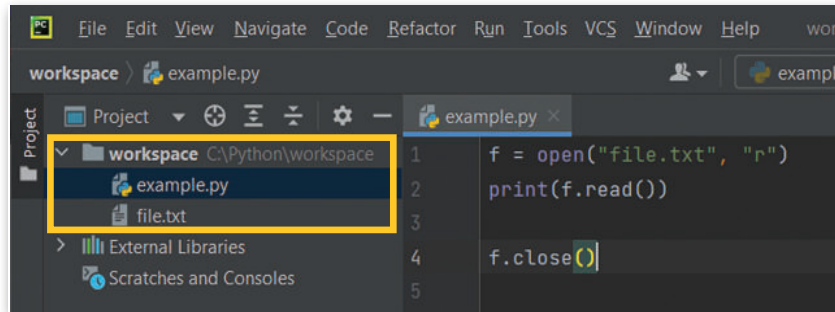 PC File Edit View Navigate Code Refactor Run Tools VCS Window Help
workspace example.py
Project
Project example.py
workspace C:\Python\workspace
example.py
file.txt
External Libraries
Scratches and Consoles
1 f = open("file.txt", "r")
2 print(f.read())
3
4 f.close()
5